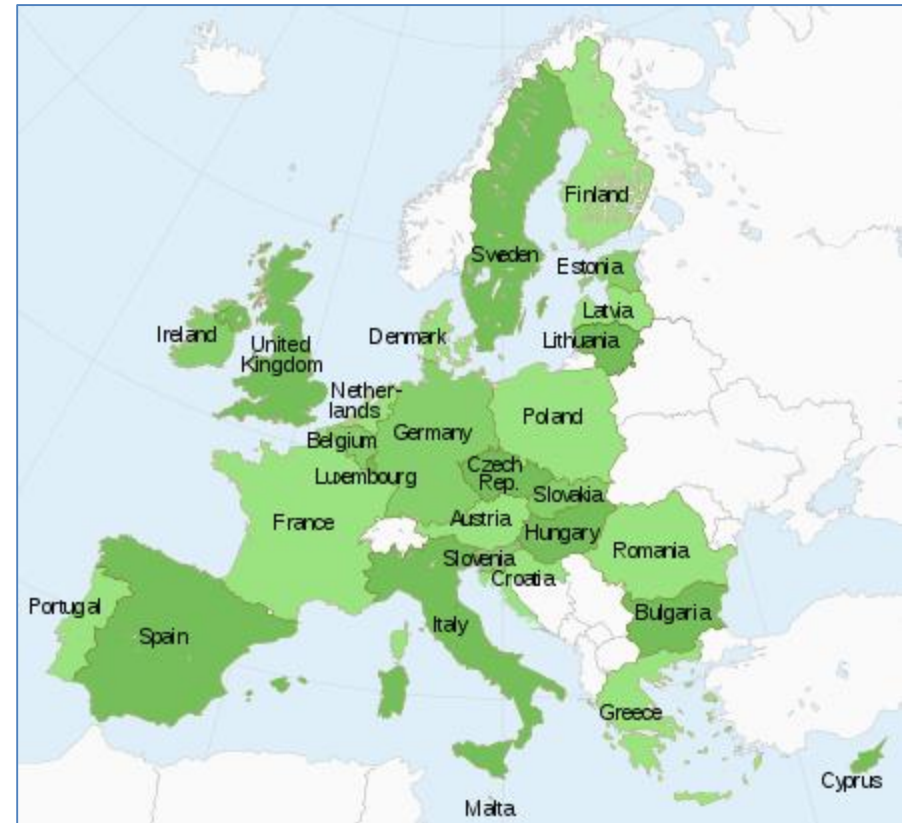 Finland
Sweden
Estonia
Latvia
Lithuania
Denmark
Ireland
United
Kingdom
Nether-
lands
Poland
Belgium
Germany
Czech
Rep.
Luxembourg
Slovakia
Austria
France
Hungary
Romania
Slovenia
Croatia
Portugal
Bulgaria
Spain
Italy
Greece
Cyprus
Malta